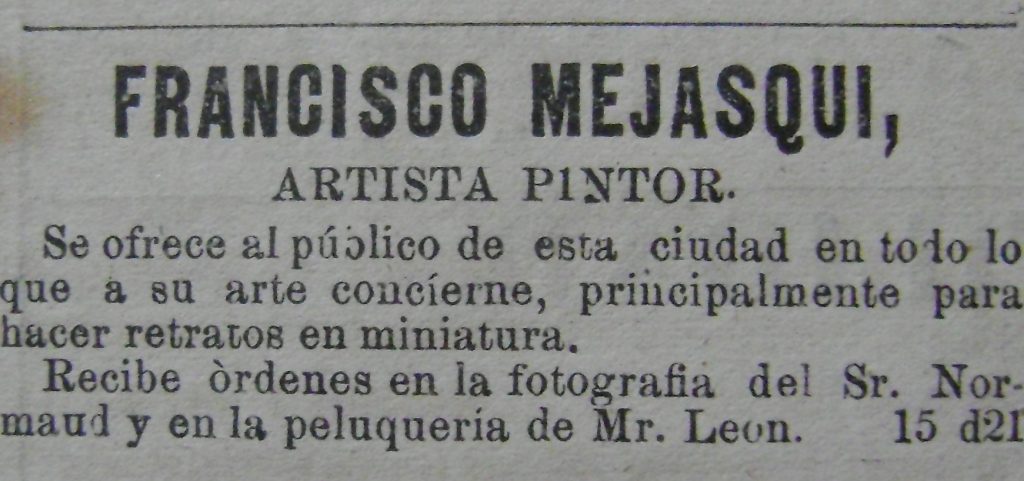 FRANCISCO MEJASQUI,
ARTISTA PINTOR.
Se ofrece al público de esta ciudad en todo lo
que a su arte concíerne, principalmente para
hacer retratos en miniatura.
Recibe òrdenes en la fotografia del Sr. Nor-
maud y en la peluquería de Mr. Leon. 15 d21